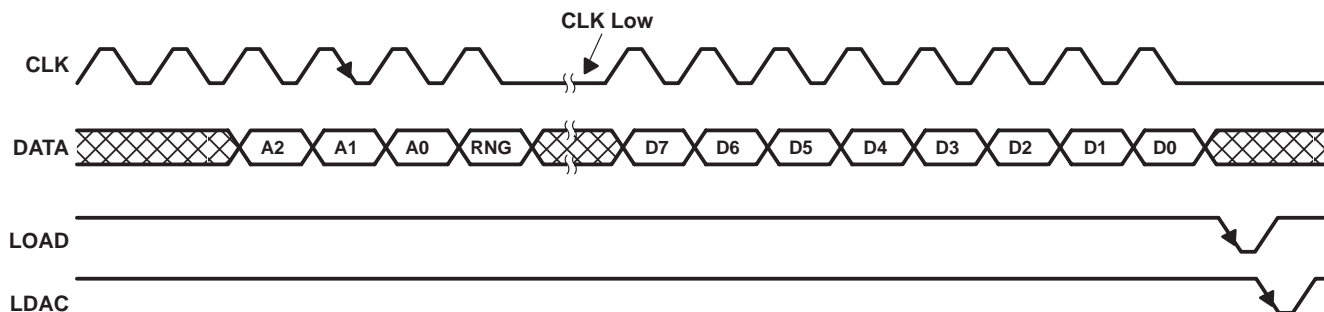 CLK Low
CLK
DATA A2 A1 A0 RNG D7 D6 D5 D4 D3 D2 D1 D0
LOAD
LDAC